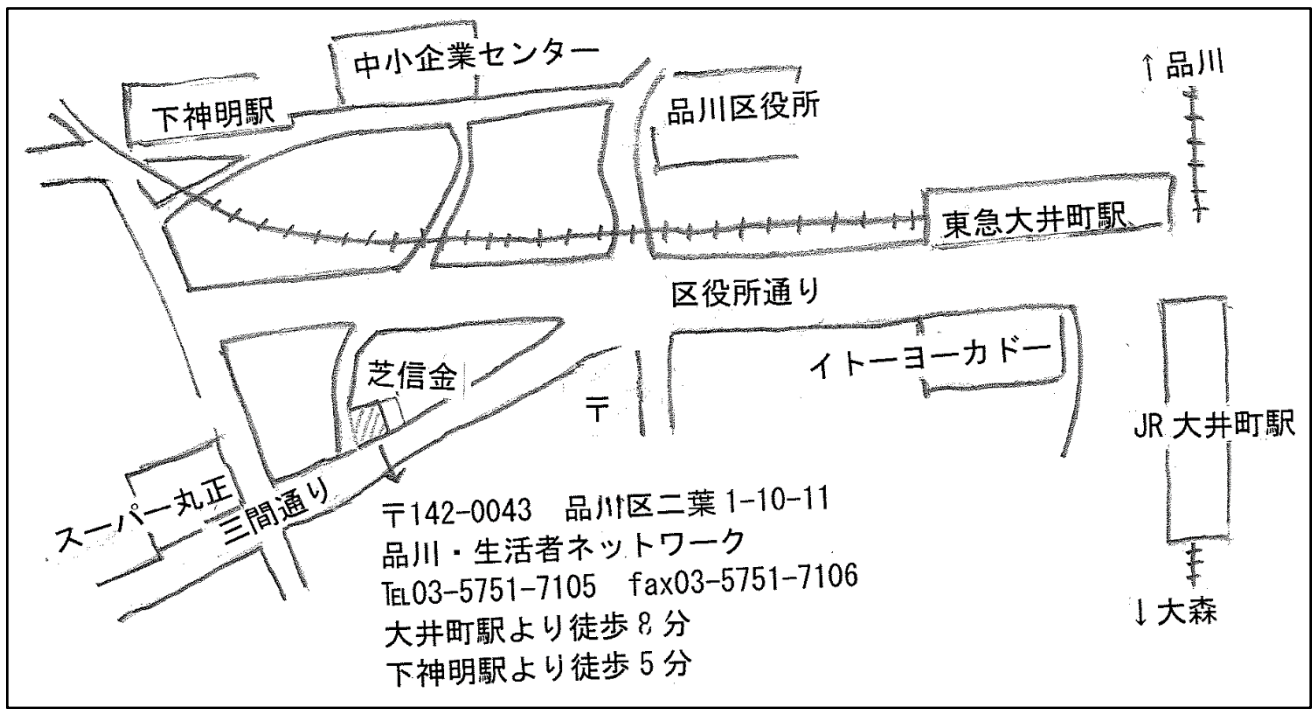 中小企業センター
下神明駅
品川区役所
↑品川
東急大井町駅
区役所通り
イトーヨーカドー
芝信金
〒
JR 大井町駅
スーパー丸正
三間通り
〒142-0043　品川区二葉 1-10-11
品川・生活者ネットワーク
℡03-5751-7105　fax03-5751-7106
大井町駅より徒歩 8 分
下神明駅より徒歩 5 分
↓大森